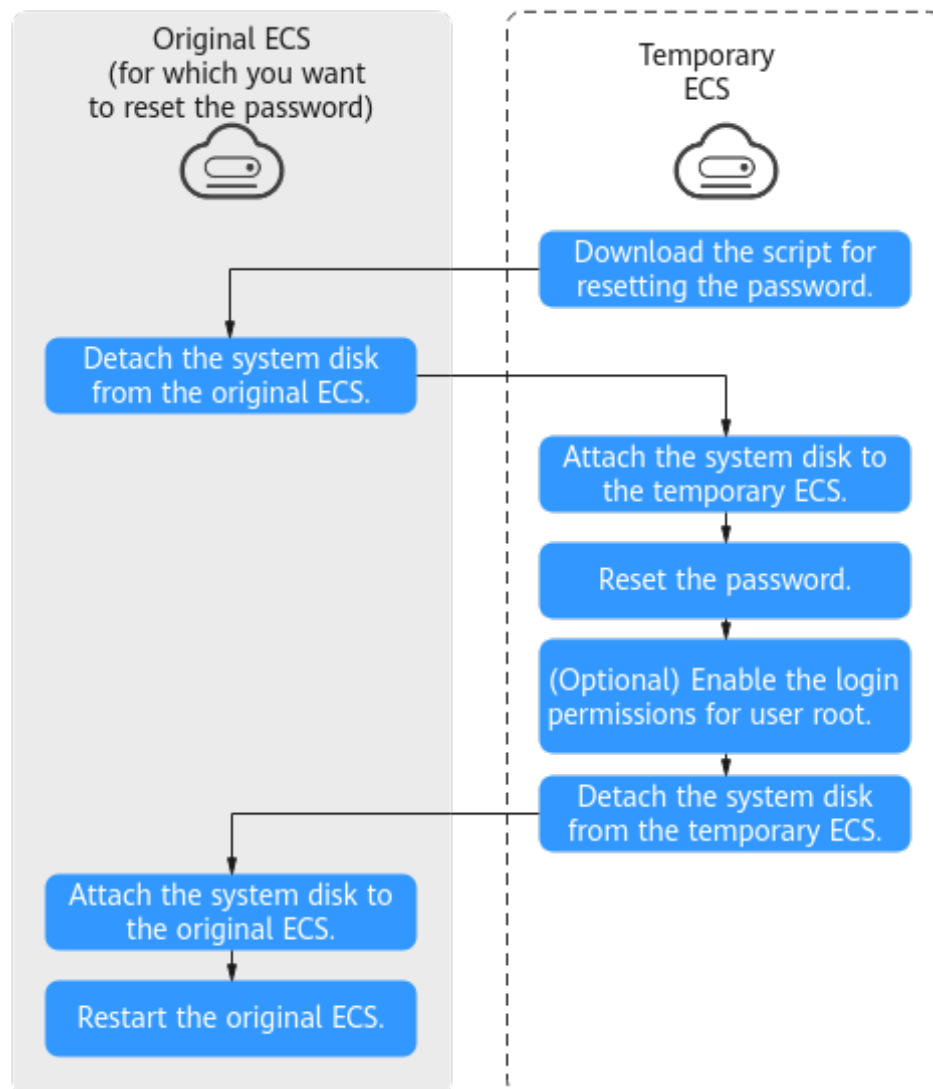 Original ECS
(for which you want
to reset the password)
Temporary
ECS
Download the script for
resetting the password.
Detach the system disk
from the original ECS.
Attach the system disk to
the temporary ECS.
Reset the password.
(Optional) Enable the login
permissions for user root.
Detach the system disk
from the temporary ECS.
Attach the system disk to
the original ECS.
Restart the original ECS.